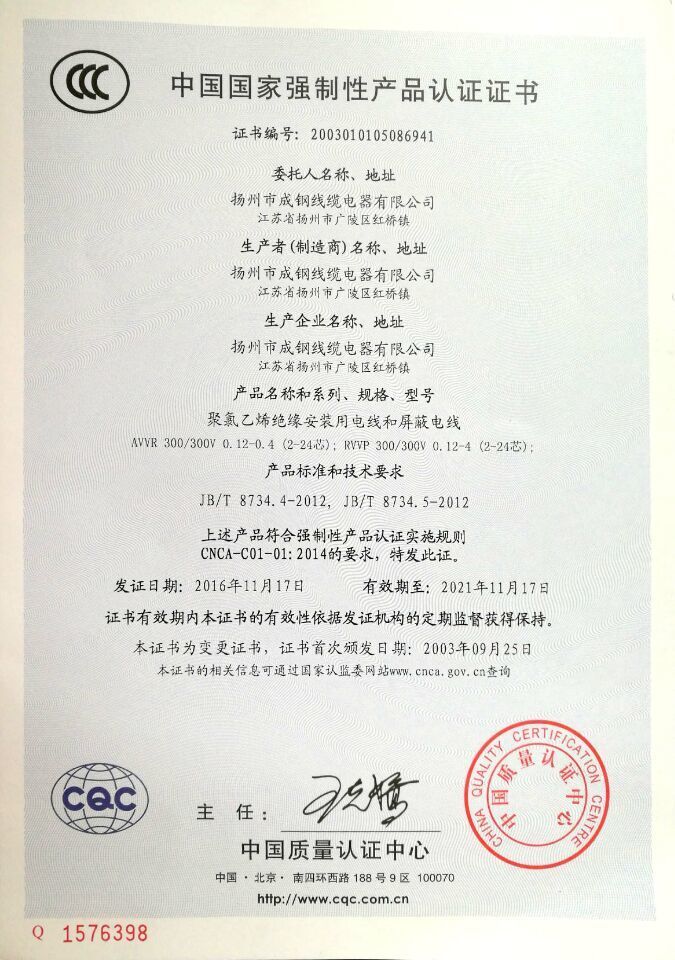 CCC
中国国家强制性产品认证证书
证书编号：2003010105086941
委托人名称、地址
扬州市成钢线缆电器有限公司
江苏省扬州市广陵区红桥镇
生产者(制造商)名称、地址
扬州市成钢线缆电器有限公司
江苏省扬州市广陵区红桥镇
生产企业名称、地址
扬州市成钢线缆电器有限公司
江苏省扬州市广陵区红桥镇
产品名称和系列、规格、型号
聚氯乙烯绝缘安装用电线和屏蔽电线
AVVR 300/300V 0.12-0.4 (2-24芯)；RVVP 300/300V 0.12-4 (2-24芯)；
产品标准和技术要求
JB/T 8734.4-2012, JB/T 8734.5-2012
上述产品符合强制性产品认证实施规则
CNCA-C01-01:2014的要求，特发此证。
发证日期：2016年11月17日 有效期至：2021年11月17日
证书有效期内本证书的有效性依据发证机构的定期监督获得保持。
本证书为变更证书，证书首次颁发日期：2003年09月25日
本证书的相关信息可通过国家认监委网站www.cnca.gov.cn查询
CQC
主任：
中国质量认证中心
中国·北京·南四环西路188号9区 100070
http://www.cqc.com.cn
CHINA QUALITY CERTIFICATION CENTRE
中国质量认证中心
Q 1576398